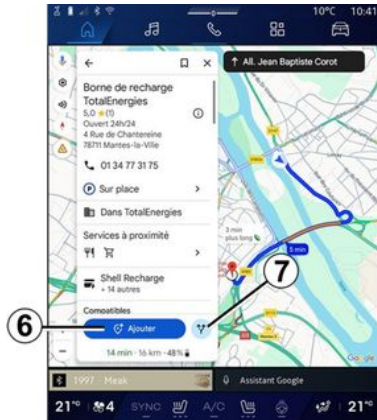 10°C 10:41
All. Jean Baptiste Corot
Borne de recharge
TotalEnergies
5,0 ★(1)
Ouvert 24h/24
4 Rue de Chantereine
78711 Mantes-la-Ville
01 34 77 31 75
P Sur place
Dans TotalEnergies
Services à proximité
Shell Recharge
+ 14 autres
Compatibles
Ajouter
14 min · 16 km · 48%
3 min
plus long
5 min
Google
6
7
1997 · Meak
Assistant Google
21°C 4 SYNC A/C 21°C